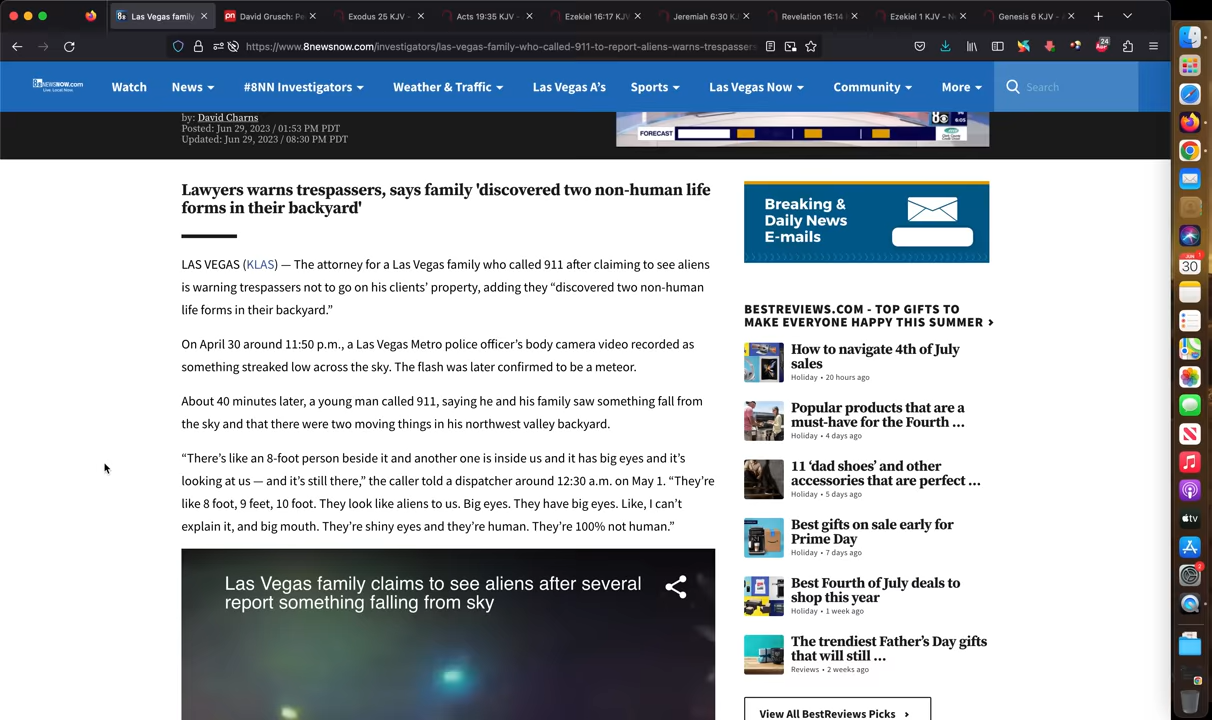 Las Vegas family
David Grusch: Pe
Exodus 25 KJV -
Acts 19:35 KJV -
Ezekiel 16:17 KJV
Jeremiah 6:30 KJ
Revelation 16:14
Ezekiel 1 KJV - N
Genesis 6 KJV -
https://www.8newsnow.com/investigators/las-vegas-family-who-called-911-to-report-aliens-warns-trespassers
24
8NEWSNOW.com
Watch
News
#8NN Investigators
Weather & Traffic
Las Vegas A’s
Sports
Las Vegas Now
Community
More
Search
by: David Charns
Posted: Jun 29, 2023 / 01:53 PM PDT
Updated: Jun 29, 2023 / 08:30 PM PDT
FORECAST
6:05
Lawyers warns trespassers, says family 'discovered two non-human life
forms in their backyard'
LAS VEGAS (KLAS) — The attorney for a Las Vegas family who called 911 after claiming to see aliens
is warning trespassers not to go on his clients’ property, adding they “discovered two non-human
life forms in their backyard.”
On April 30 around 11:50 p.m., a Las Vegas Metro police officer’s body camera video recorded as
something streaked low across the sky. The flash was later confirmed to be a meteor.
About 40 minutes later, a young man called 911, saying he and his family saw something fall from
the sky and that there were two moving things in his northwest valley backyard.
“There’s like an 8-foot person beside it and another one is inside us and it has big eyes and it’s
looking at us — and it’s still there,” the caller told a dispatcher around 12:30 a.m. on May 1. “They’re
like 8 foot, 9 feet, 10 foot. They look like aliens to us. Big eyes. They have big eyes. Like, I can’t
explain it, and big mouth. They’re shiny eyes and they’re human. They’re 100% not human.”
Las Vegas family claims to see aliens after several
report something falling from sky
Breaking &
Daily News
E-mails
BESTREVIEWS.COM - TOP GIFTS TO
MAKE EVERYONE HAPPY THIS SUMMER
How to navigate 4th of July
sales
Holiday • 20 hours ago
Popular products that are a
must-have for the Fourth ...
Holiday • 4 days ago
11 ‘dad shoes’ and other
accessories that are perfect ...
Holiday • 5 days ago
Best gifts on sale early for
Prime Day
Holiday • 7 days ago
Best Fourth of July deals to
shop this year
Holiday • 1 week ago
The trendiest Father’s Day gifts
that will still ...
Reviews • 2 weeks ago
View All BestReviews Picks
JUN
30
tv
2